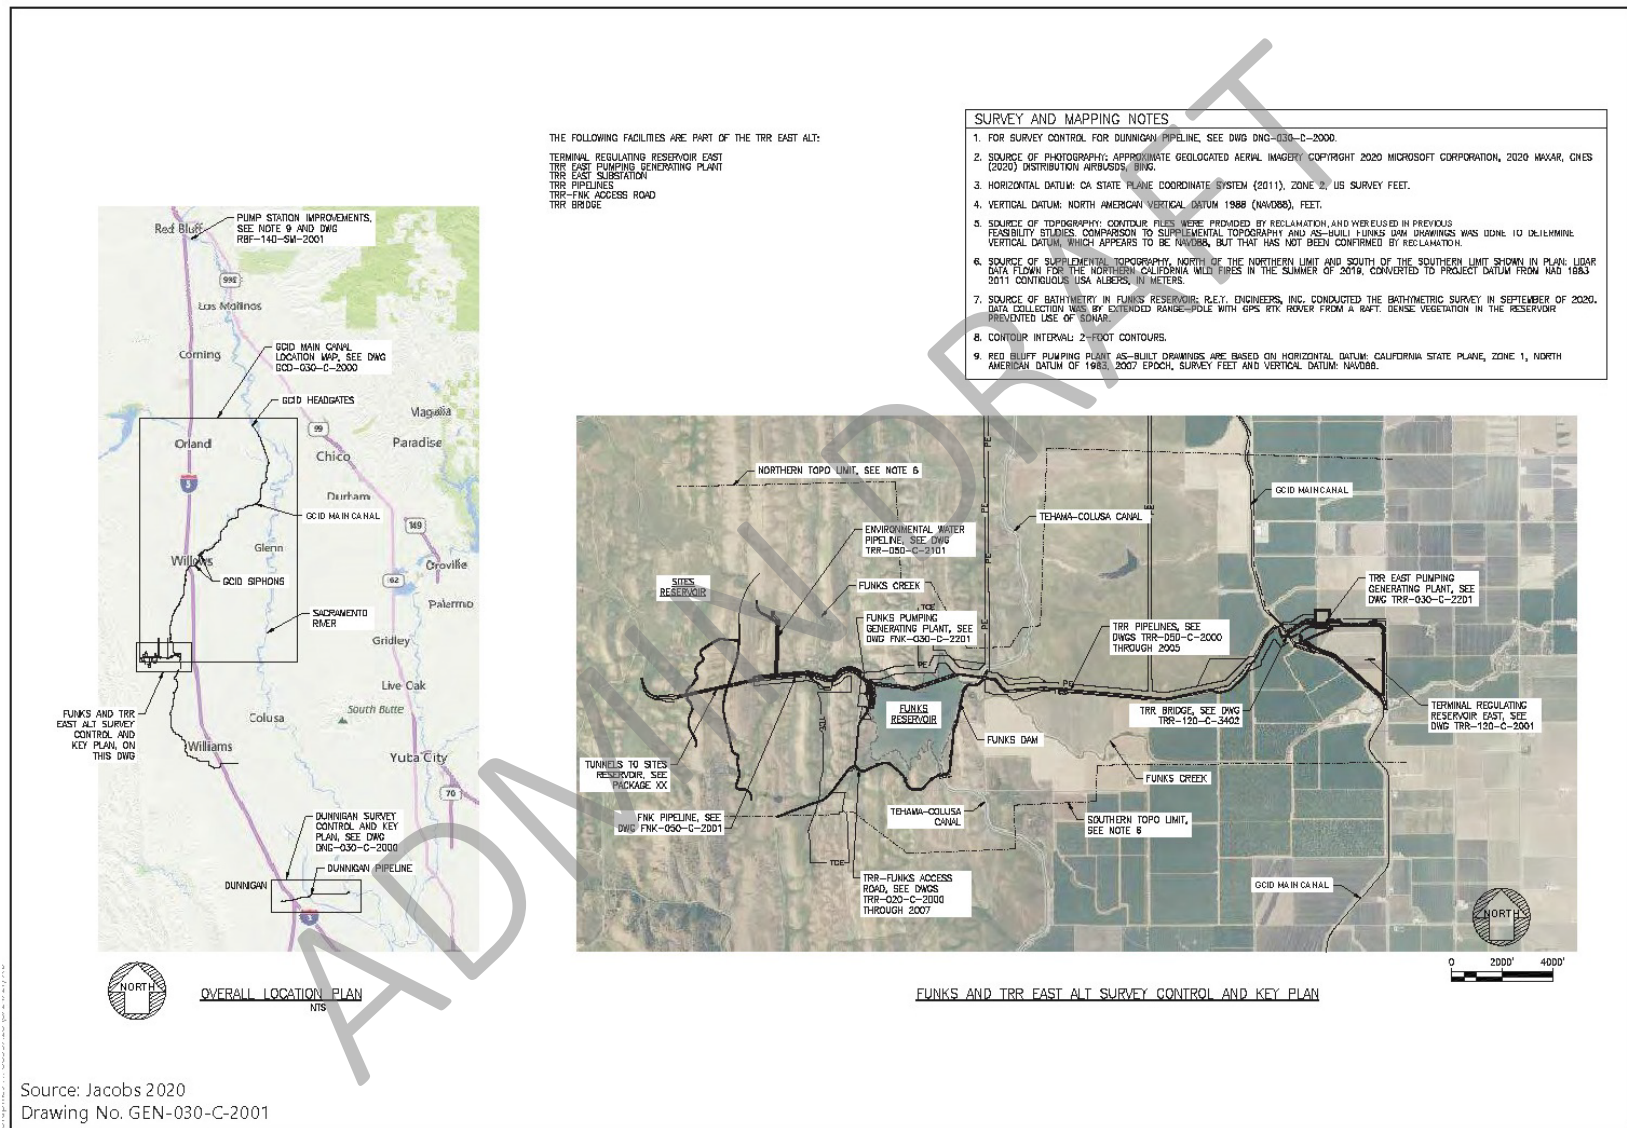 THE FOLLOWING FACILITIES ARE PART OF THE TRR EAST ALT:
TERMINAL REGULATING RESERVOIR EAST
TRR EAST PUMPING GENERATING PLANT
TRR EAST SUBSTATION
TRR PIPELINES
TRR-FNK ACCESS ROAD
TRR BRIDGE
SURVEY AND MAPPING NOTES
1. FOR SURVEY CONTROL FOR DUNNIGAN PIPELINE, SEE DWG DNG-030-C-2000.
2. SOURCE OF PHOTOGRAPHY: APPROXIMATE GEOLOCATED AERIAL IMAGERY COPYRIGHT 2020 MICROSOFT CORPORATION, 2020 MAXAR, CNES
(2020) DISTRIBUTION AIRBUSDS, BING.
3. HORIZONTAL DATUM: CA STATE PLANE COORDINATE SYSTEM (2011), ZONE 2, US SURVEY FEET.
4. VERTICAL DATUM: NORTH AMERICAN VERTICAL DATUM 1988 (NAVD88), FEET.
5. SOURCE OF TOPOGRAPHY: CONTOUR FILES WERE PROVIDED BY RECLAMATION, AND WERE USED IN PREVIOUS
FEASIBILITY STUDIES. COMPARISON TO SUPPLEMENTAL TOPOGRAPHY AND AS-BUILT FUNKS DAM DRAWINGS WAS DONE TO DETERMINE
VERTICAL DATUM, WHICH APPEARS TO BE NAVD88, BUT THAT HAS NOT BEEN CONFIRMED BY RECLAMATION.
6. SOURCE OF SUPPLEMENTAL TOPOGRAPHY, NORTH OF THE NORTHERN LIMIT AND SOUTH OF THE SOUTHERN LIMIT SHOWN IN PLAN: LIDAR
DATA FLOWN FOR THE NORTHERN CALIFORNIA WILD FIRES IN THE SUMMER OF 2019, CONVERTED TO PROJECT DATUM FROM NAD 1983
2011 CONTIGUOUS USA ALBERS, IN METERS.
7. SOURCE OF BATHYMETRY IN FUNKS RESERVOIR: R.E.Y. ENGINEERS, INC. CONDUCTED THE BATHYMETRIC SURVEY IN SEPTEMBER OF 2020.
DATA COLLECTION WAS BY EXTENDED RANGE-POLE WITH GPS RTK ROVER FROM A RAFT. DENSE VEGETATION IN THE RESERVOIR
PREVENTED USE OF SONAR.
8. CONTOUR INTERVAL: 2-FOOT CONTOURS.
9. RED BLUFF PUMPING PLANT AS-BUILT DRAWINGS ARE BASED ON HORIZONTAL DATUM: CALIFORNIA STATE PLANE, ZONE 1, NORTH
AMERICAN DATUM OF 1983, 2007 EPOCH, SURVEY FEET AND VERTICAL DATUM: NAVD88.
Red Bluff
PUMP STATION IMPROVEMENTS,
SEE NOTE 9 AND DWG
RBF-140-SM-2001
Los Molinos
Corning
GCID MAIN CANAL
LOCATION MAP, SEE DWG
GCD-030-C-2000
GCID HEADGATES
99
Magalia
Orland
Paradise
Chico
5
Durham
GCID MAIN CANAL
149
Willows
Glenn
Oroville
GCID SIPHONS
Palermo
SACRAMENTO
RIVER
Gridley
Live Oak
South Butte
FUNKS AND TRR
EAST ALT SURVEY
CONTROL AND
KEY PLAN, ON
THIS DWG
Colusa
Williams
Yuba City
70
DUNNIGAN SURVEY
CONTROL AND KEY
PLAN, SEE DWG
DNG-030-C-2000
DUNNIGAN PIPELINE
DUNNIGAN
NORTH
OVERALL LOCATION PLAN
NTS
NORTHERN TOPO LIMIT, SEE NOTE 6
ENVIRONMENTAL WATER
PIPELINE, SEE DWG
TRR-050-C-2101
TEHAMA-COLUSA CANAL
GCID MAIN CANAL
SITES
RESERVOIR
FUNKS CREEK
TCE
PE
PE
PE
PE
FUNKS PUMPING
GENERATING PLANT, SEE
DWG FNK-030-C-2201
TRR EAST PUMPING
GENERATING PLANT, SEE
DWG TRR-030-C-2201
TRR PIPELINES, SEE
DWGS TRR-050-C-2000
THROUGH 2005
PE
PE
FUNKS
RESERVOIR
TRR BRIDGE, SEE DWG
TRR-120-C-3402
TERMINAL REGULATING
RESERVOIR EAST, SEE
DWG TRR-120-C-2001
TCE
FUNKS DAM
TUNNELS TO SITES
RESERVOIR, SEE
PACKAGE XX
FUNKS CREEK
FNK PIPELINE, SEE
DWG FNK-050-C-2001
TEHAMA-COLUSA
CANAL
SOUTHERN TOPO LIMIT,
SEE NOTE 6
TCE
TRR-FUNKS ACCESS
ROAD, SEE DWGS
TRR-020-C-2000
THROUGH 2007
GCID MAIN CANAL
NORTH
0 2000' 4000'
FUNKS AND TRR EAST ALT SURVEY CONTROL AND KEY PLAN
ADMIN DRAFT
Source: Jacobs 2020
Drawing No. GEN-030-C-2001